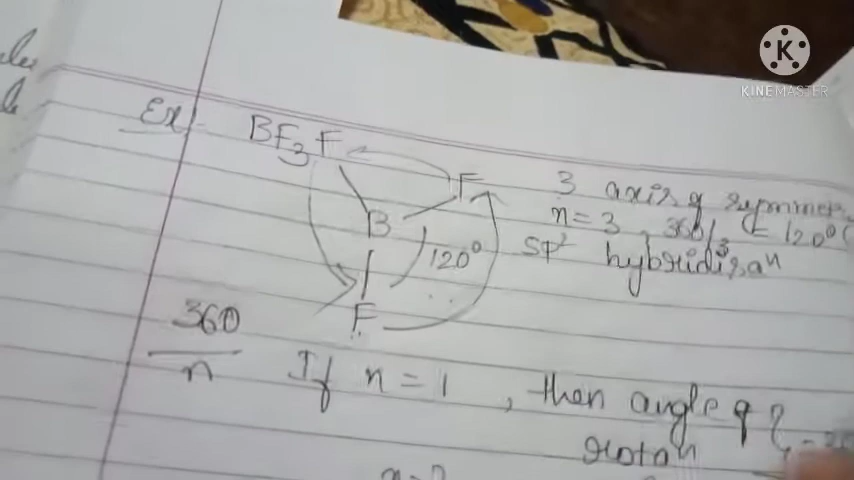 KINEMASTER
Ex
BF3 F
F
3 axis of symmetry
B
n=3, 360/3 = 120°
120°
sp² hybridisaⁿ
F
360
n
If n = 1, then angle of
rotan